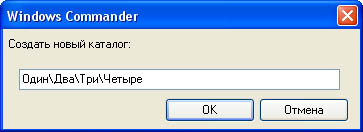 Windows Commander
Создать новый каталог:
Один\Два\Три\Четыре
OK
Отмена